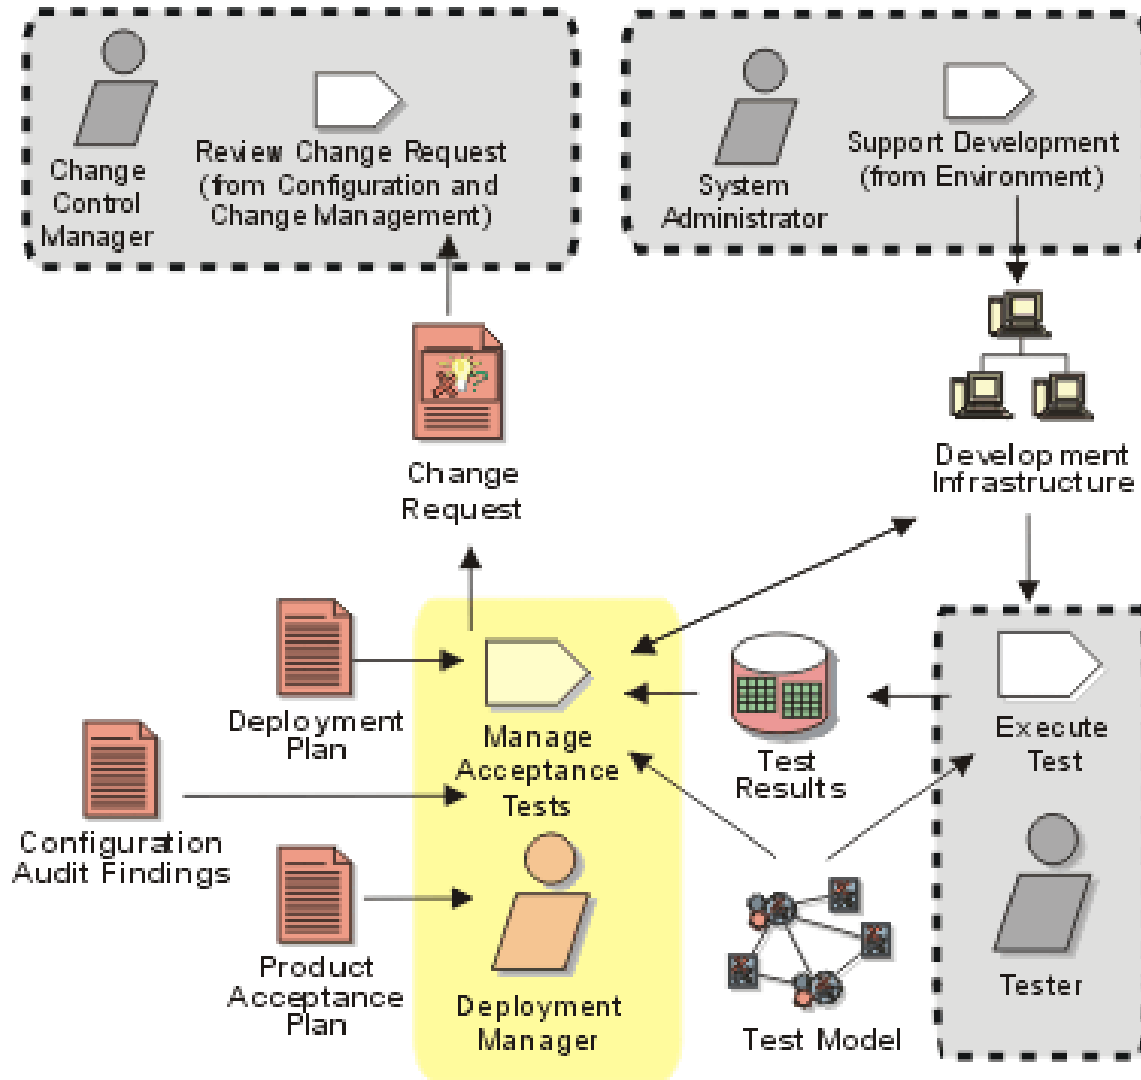 Change
Control
Manager
Review Change Request
(from Configuration and
Change Management)
System
Administrator
Support Development
(from Environment)
Change
Request
Development
Infrastructure
Deployment
Plan
Manage
Acceptance
Tests
Test
Results
Execute
Test
Configuration
Audit Findings
Product
Acceptance
Plan
Deployment
Manager
Test Model
Tester